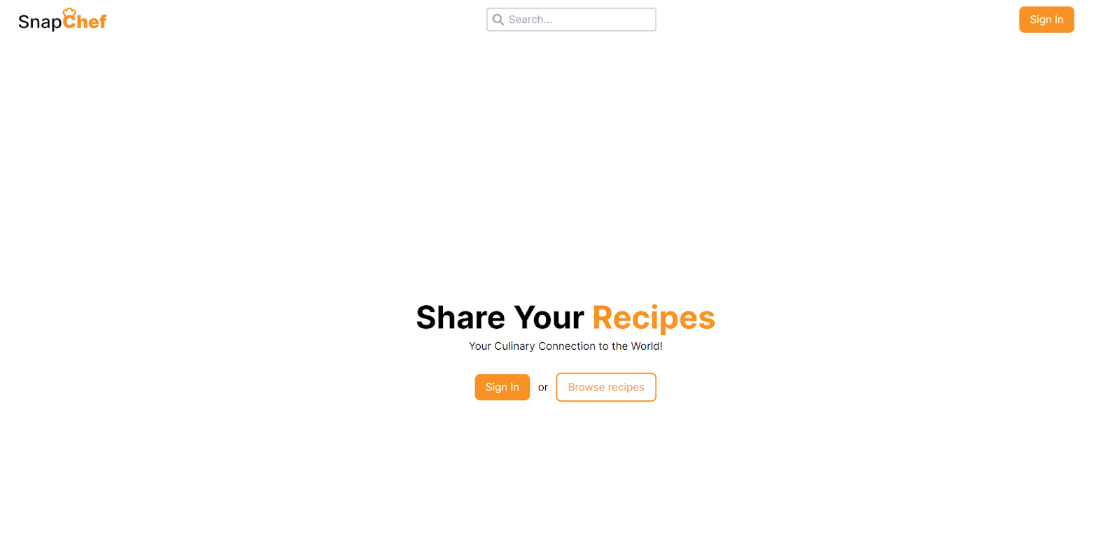 SnapChef
Search...
Sign In
Share Your Recipes
Your Culinary Connection to the World!
Sign In or Browse recipes